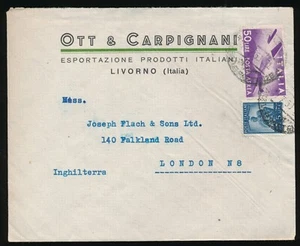 OTT & CARPIGNANI
ESPORTAZIONE PRODOTTI ITALIANI
LIVORNO (Italia)
50 LIRE
POSTA AEREA
ITALIA
Mess.
Joseph Flach & Sons Ltd.
140 Falkland Road
LONDON N8
Inghilterra